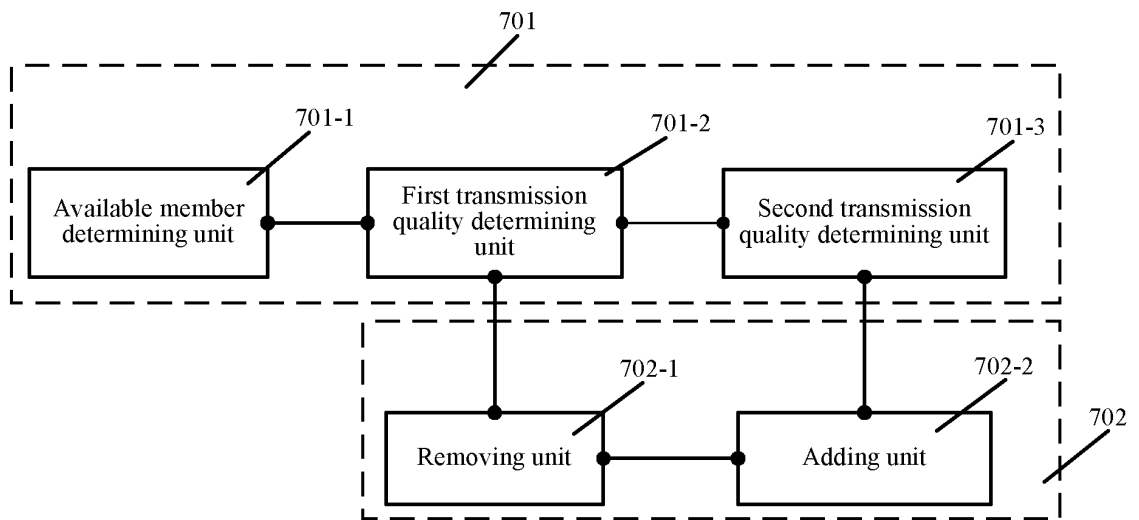 701
701-1
701-2
701-3
Available member
determining unit
First transmission
quality determining
unit
Second transmission
quality determining unit
702-1
702-2
702
Removing unit
Adding unit